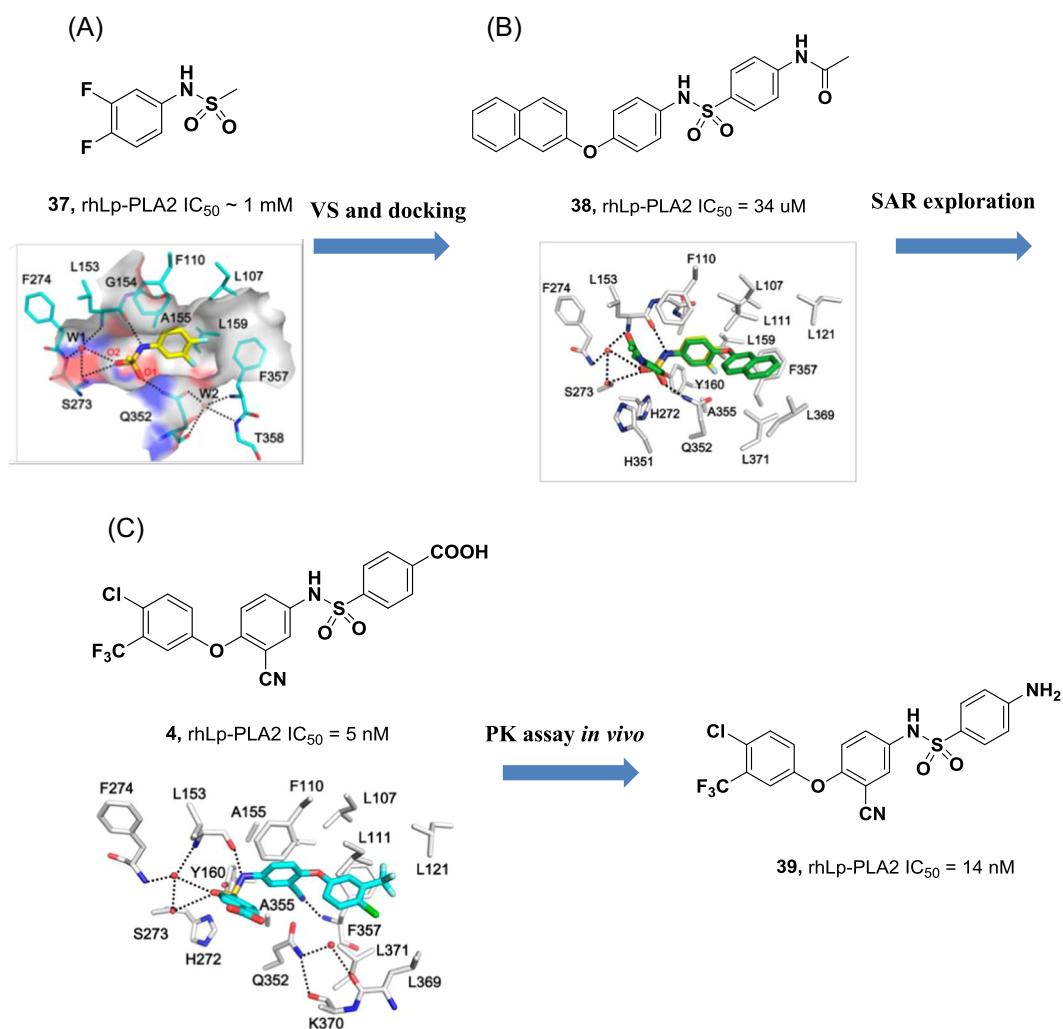 (A)
(B)
F
F
H
N
S
O
O
O
H
N
S
O
O
H
N
O
37, rhLp-PLA2 IC50 ~ 1 mM
VS and docking
38, rhLp-PLA2 IC50 = 34 uM
SAR exploration
F274
L153
G154
F110
L107
A155
L159
W1
O2
O1
F357
S273
Q352
W2
T358
F274
L153
F110
L107
L111
L121
L159
F357
S273
Y160
H272
A355
L369
Q352
H351
L371
(C)
Cl
F3C
O
CN
H
N
S
O
O
COOH
4, rhLp-PLA2 IC50 = 5 nM
PK assay in vivo
Cl
F3C
O
CN
H
N
S
O
O
NH2
39, rhLp-PLA2 IC50 = 14 nM
F274
L153
A155
F110
L107
L111
L121
Y160
A355
S273
H272
F357
Q352
L371
L369
K370